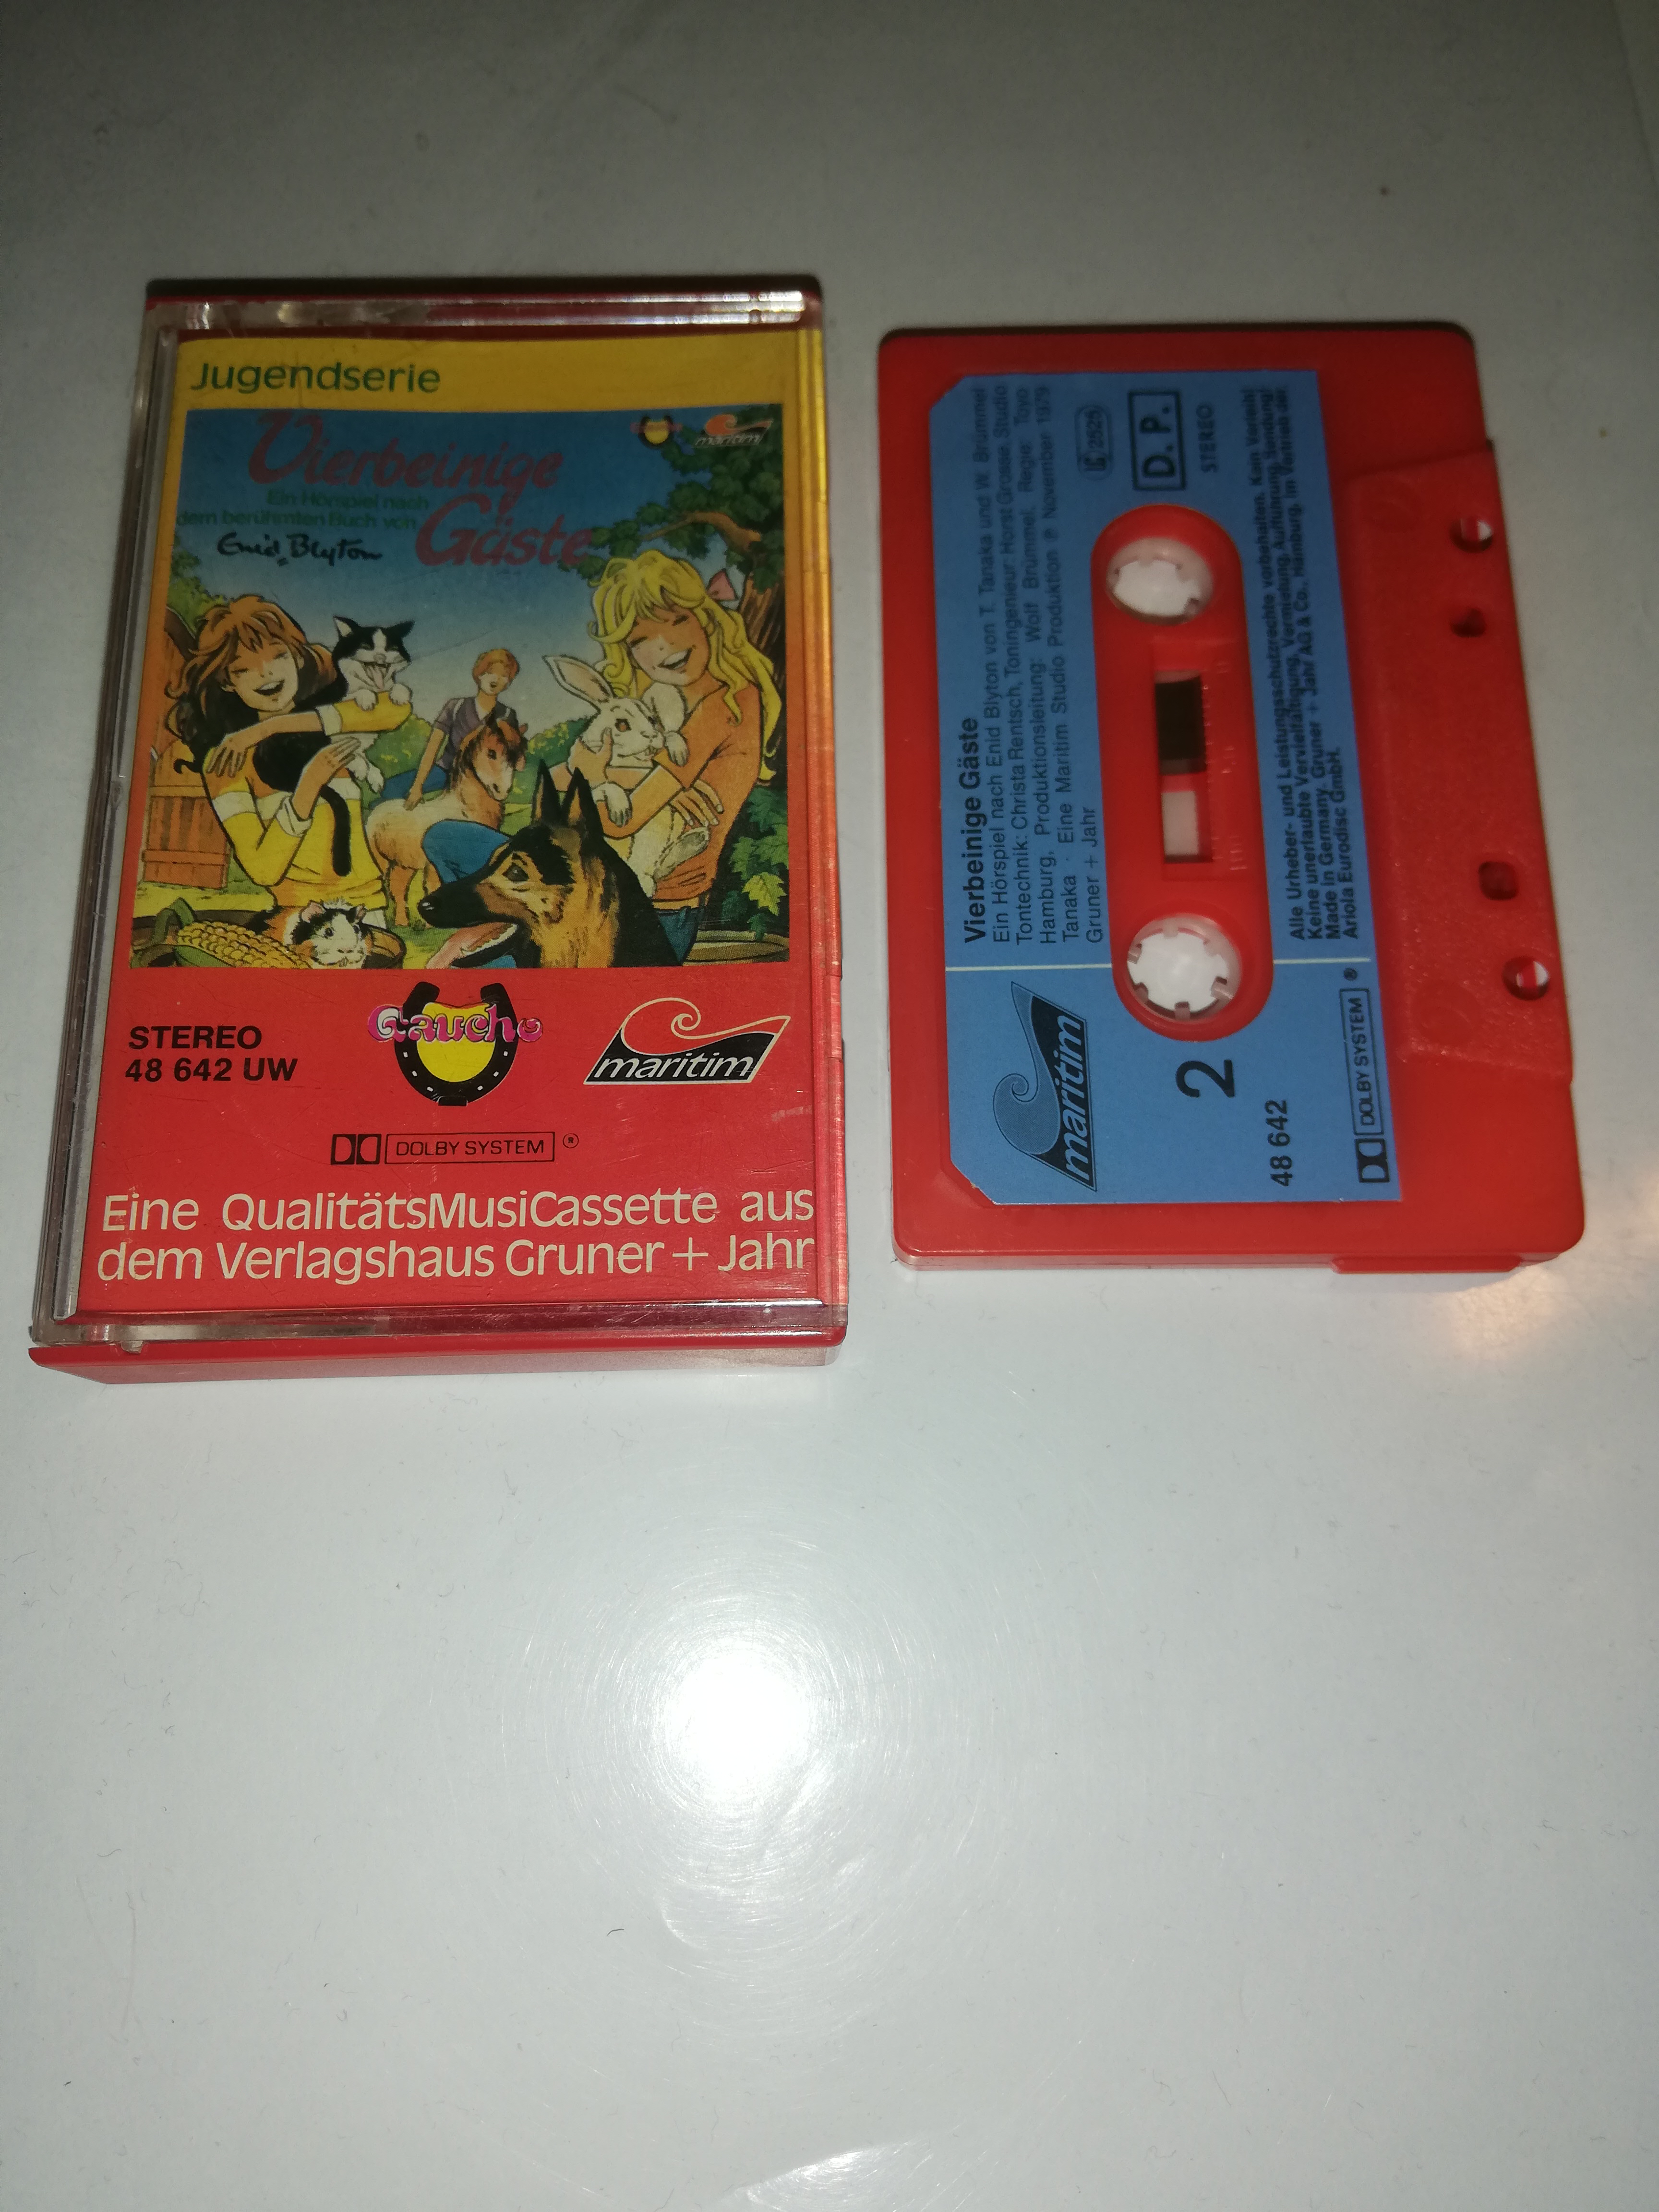 Jugendserie
Vierbeinige
Gäste
Ein Hörspiel nach
dem berühmten Buch von
Enid Blyton
maritim
STEREO
48 642 UW
Gaucho
maritim
DOLBY SYSTEM ®
Eine QualitätsMusiCassette aus
dem Verlagshaus Gruner + Jahr
Vierbeinige Gäste
Ein Hörspiel nach Enid Blyton von T. Tanaka und W. Brümmel
Tontechnik: Christa Rentsch, Toningenieur: Horst Grosse. Studio
Hamburg, Produktionsleitung: Wolf Brümmel. Regie: Toyo
Tanaka · Eine Maritim Studio Produktion ℗ November 1979
Gruner + Jahr
D.P.
STEREO
2
maritim
48 642
Alle Urheber- und Leistungsschutzrechte vorbehalten. Kein Verleih!
Keine unerlaubte Vervielfältigung, Vermietung, Aufführung, Sendung!
Made in Germany. Gruner + Jahr AG & Co., Hamburg. Im Vertrieb der
Ariola Eurodisc GmbH.
DOLBY SYSTEM ®